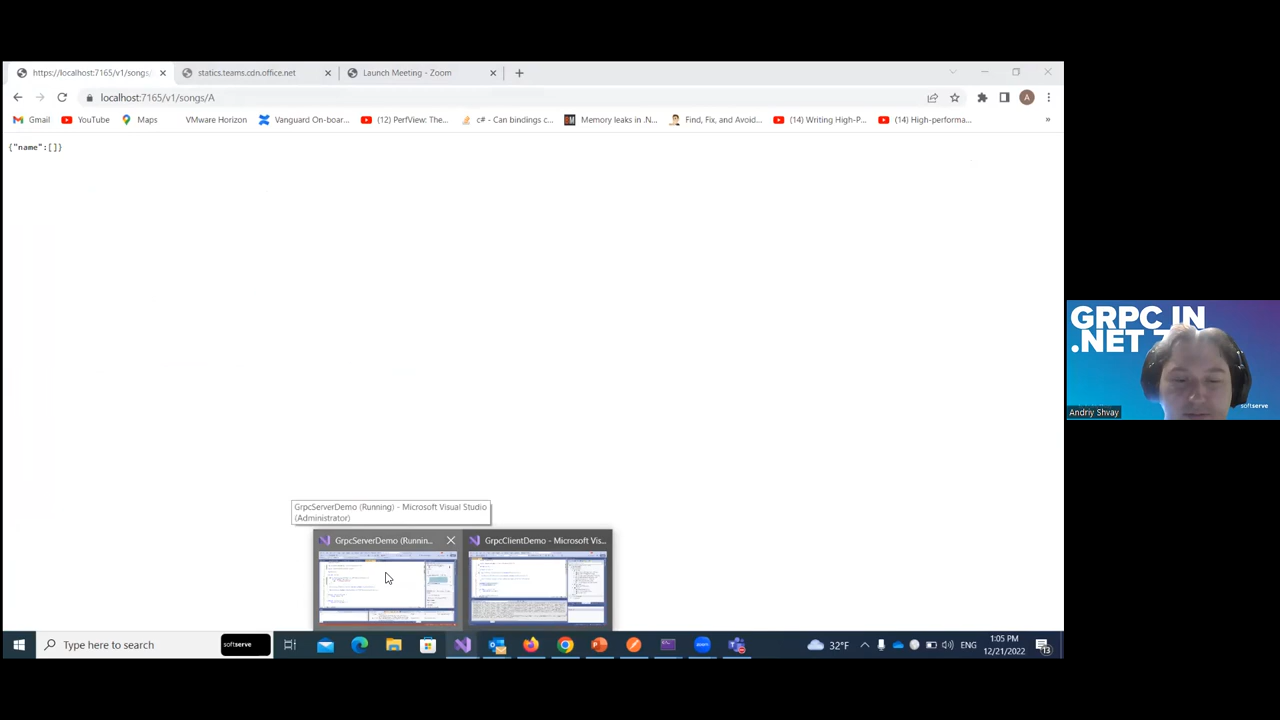 https://localhost:7165/v1/songs/
statics.teams.cdn.office.net
Launch Meeting - Zoom
localhost:7165/v1/songs/A
Gmail
YouTube
Maps
VMware Horizon
Vanguard On-boar...
(12) PerfView: The...
c# - Can bindings c...
Memory leaks in .N...
Find, Fix, and Avoid...
(14) Writing High-P...
(14) High-performa...
{"name":[]}
GRPC IN
.NET
softserve
Andriy Shvay
GrpcServerDemo (Running) - Microsoft Visual Studio
(Administrator)
GrpcServerDemo (Runnin...
GrpcClientDemo - Microsoft Vis...
Type here to search
softserve
32°F
ENG
1:05 PM
12/21/2022
13